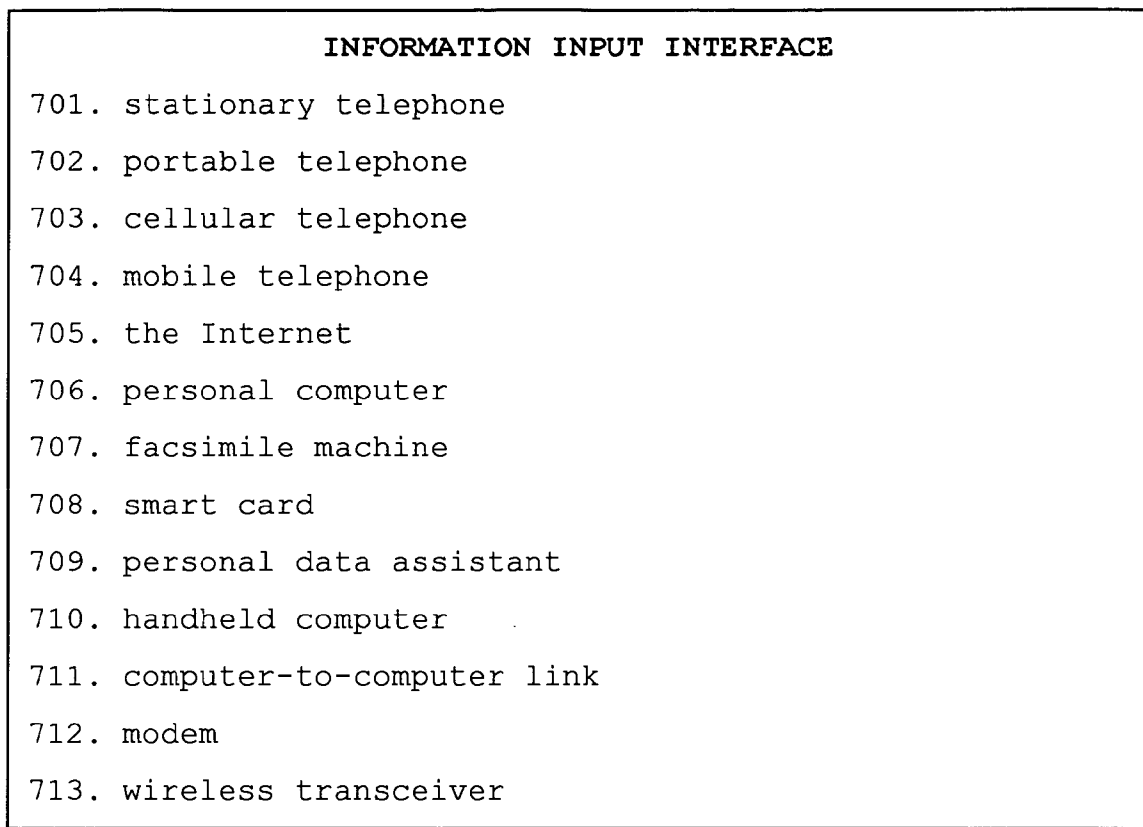 INFORMATION INPUT INTERFACE
701. stationary telephone
702. portable telephone
703. cellular telephone
704. mobile telephone
705. the Internet
706. personal computer
707. facsimile machine
708. smart card
709. personal data assistant
710. handheld computer
711. computer-to-computer link
712. modem
713. wireless transceiver